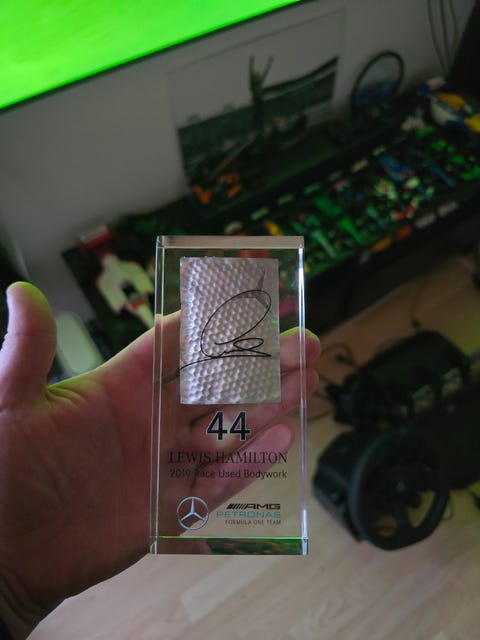 44
LEWIS HAMILTON
2019 Race Used Bodywork
AMG
PETRONAS
FORMULA ONE TEAM